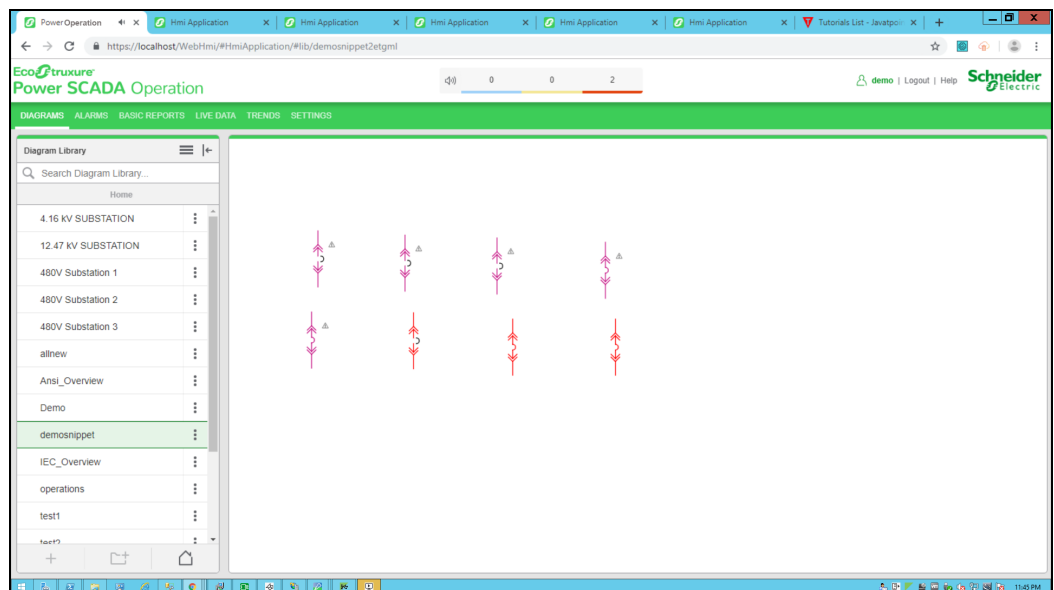 Power Operation
Hmi Application
Hmi Application
Hmi Application
Hmi Application
Hmi Application
Tutorials List - Javatpoi
https://localhost/WebHmi/#HmiApplication/#lib/demosnippet2etgml
EcoStruxure
Power SCADA Operation
0 0 2
demo | Logout | Help
Schneider Electric
DIAGRAMS ALARMS BASIC REPORTS LIVE DATA TRENDS SETTINGS
Diagram Library
Search Diagram Library...
Home
4.16 kV SUBSTATION
12.47 kV SUBSTATION
480V Substation 1
480V Substation 2
480V Substation 3
allnew
Ansi_Overview
Demo
demosnippet
IEC_Overview
operations
test1
test2
11:45 PM